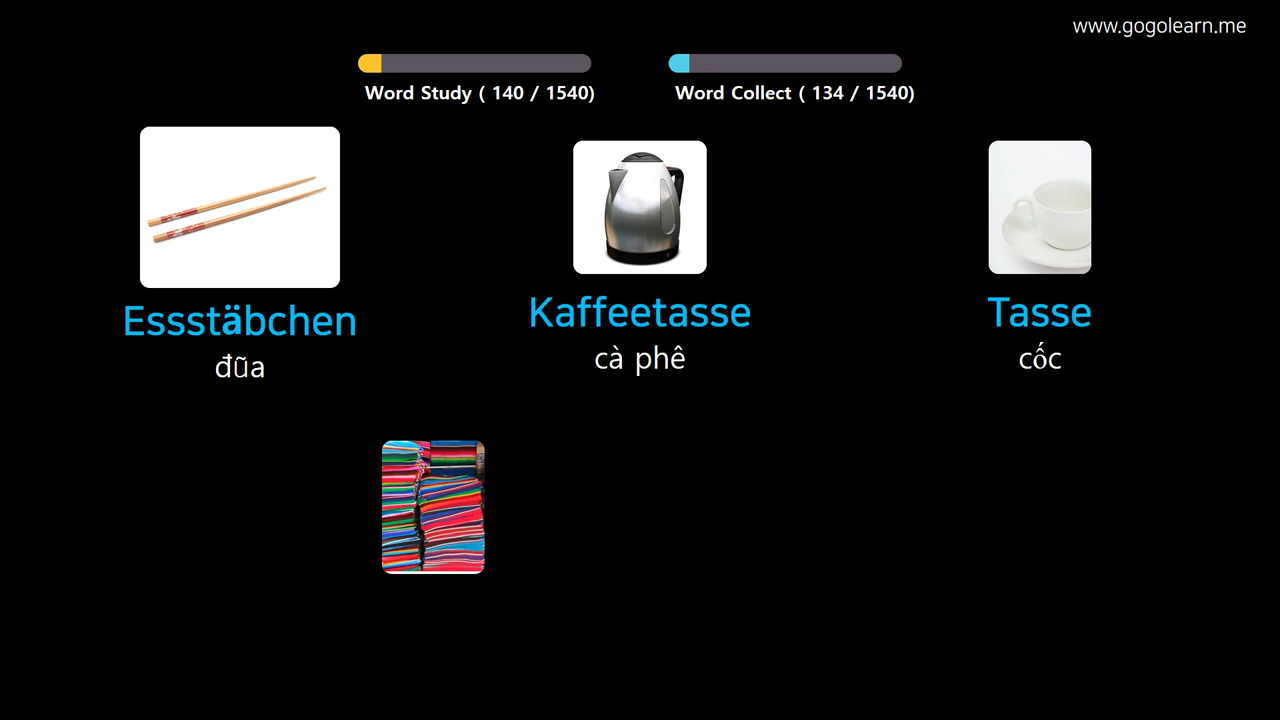 www.gogolearn.me
Word Study ( 140 / 1540)
Word Collect ( 134 / 1540)
Essstäbchen
đũa
Kaffeetasse
cà phê
Tasse
cốc